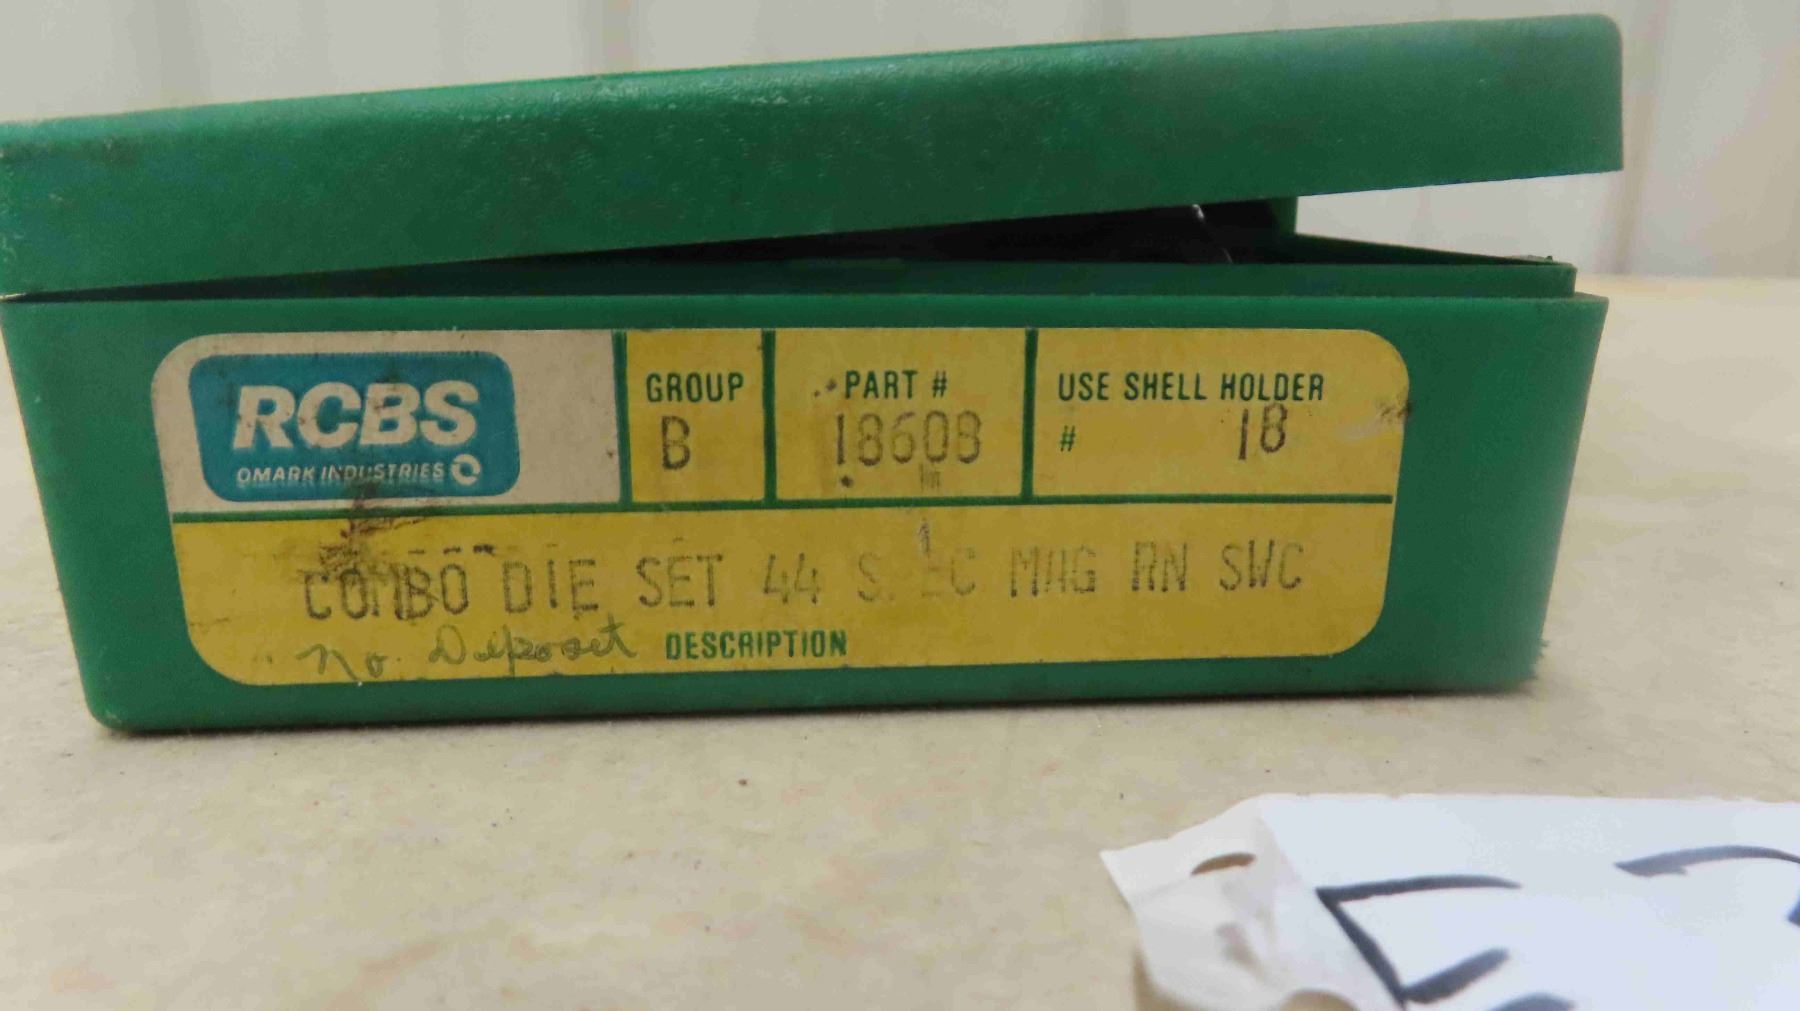 RCBS
OMARK INDUSTRIES
GROUP
B
PART #
18608
USE SHELL HOLDER
# 18
COMBO DIE SET 44 MAG RN SWC
no. Deposit
DESCRIPTION